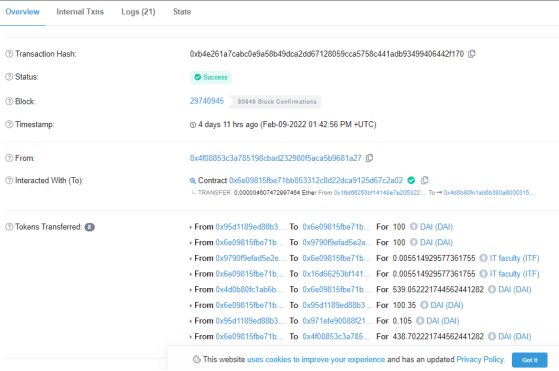 Overview Internal Txns Logs (21) State
Transaction Hash: 0xb4e261a7cabc0e9a58b49dca2dd67128059cca5758c441adb93499406442f170
Status: Success
Block: 29740945 80949 Block Confirmations
Timestamp: 4 days 11 hrs ago (Feb-09-2022 01:42:56 PM +UTC)
From: 0x4f08853c3a785198cbad232980f5aca5b9681a27
Interacted With (To): Contract 0x6e09815fbe71bb853312c8d22dca9125d67c2a02
TRANSFER 0.000004607472997464 Ether From 0x16d66253bf14148e7e205322... To → 0x4d0b80fc1ab6b380a6000315...
Tokens Transferred: 8
From 0x95d1189ed88b3... To 0x6e09815fbe71b... For 100 DAI (DAI)
From 0x6e09815fbe71b... To 0x9790f9efad5e2e... For 100 DAI (DAI)
From 0x9790f9efad5e2e... To 0x6e09815fbe71b... For 0.005514929577361755 IT faculty (ITF)
From 0x6e09815fbe71b... To 0x16d66253bf141... For 0.005514929577361755 IT faculty (ITF)
From 0x4d0b80fc1ab6b... To 0x6e09815fbe71b... For 539.052221744562441282 DAI (DAI)
From 0x6e09815fbe71b... To 0x95d1189ed88b3... For 100.35 DAI (DAI)
From 0x95d1189ed88b3... To 0x971efe90088f21... For 0.105 DAI (DAI)
From 0x6e09815fbe71b... To 0x4f08853c3a785... For 438.702221744562441282 DAI (DAI)
This website uses cookies to improve your experience and has an updated Privacy Policy. Got It